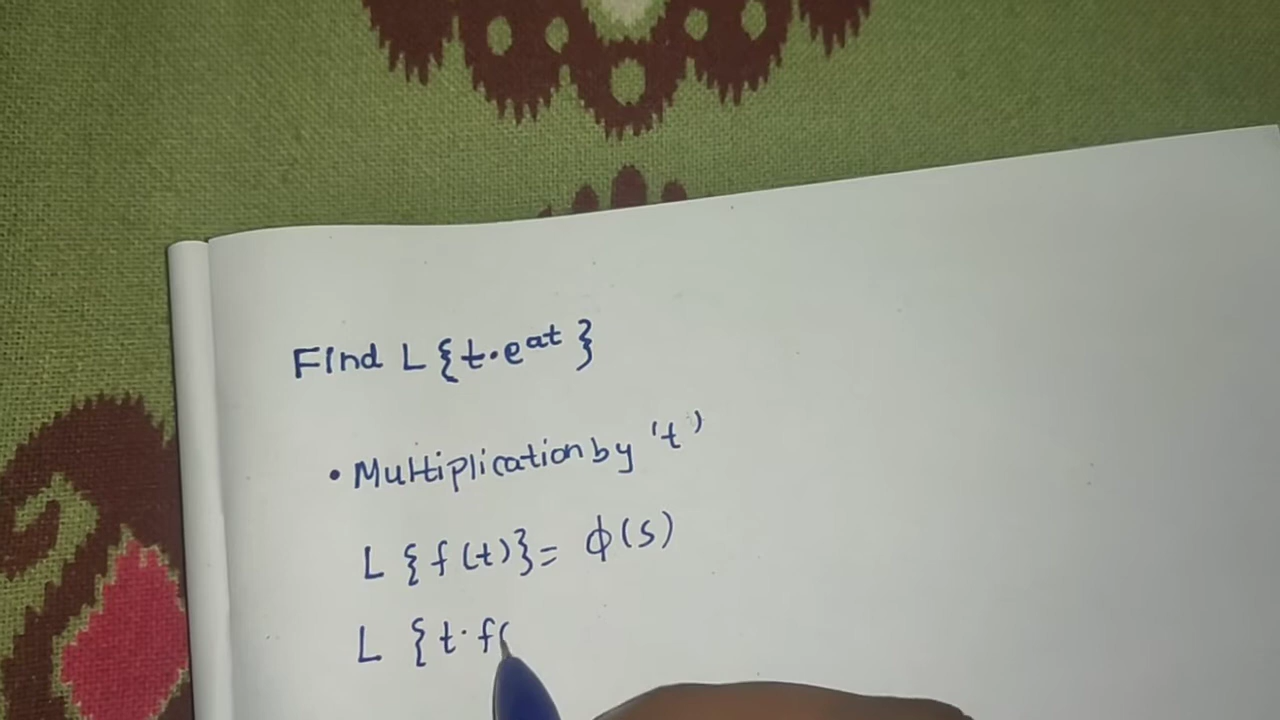 FInd L{t·e^at}
• Multiplication by 't'
L {f(t)} = ϕ(s)
L {t·f(